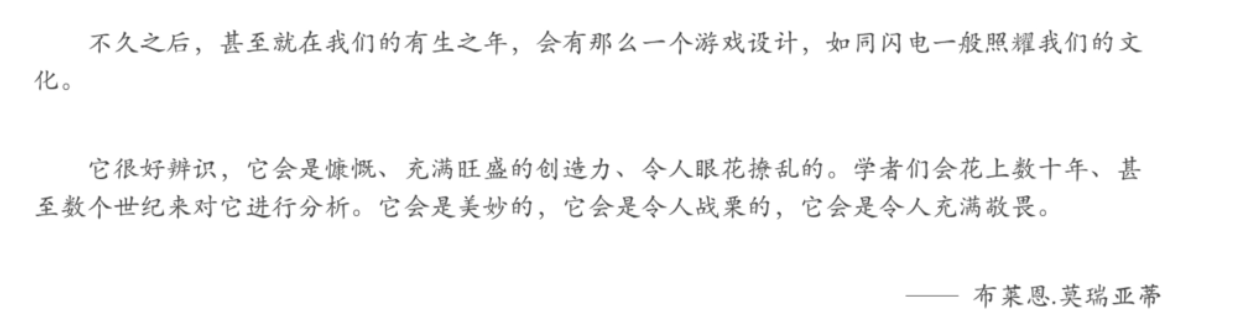 不久之后，甚至就在我们的有生之年，会有那么一个游戏设计，如同闪电一般照耀我们的文
化。
它很好辨识，它会是慷慨、充满旺盛的创造力、令人眼花撩乱的。学者们会花上数十年、甚
至数个世纪来对它进行分析。它会是美妙的，它会是令人战栗的，它会是令人充满敬畏。
—— 布莱恩.莫瑞亚蒂